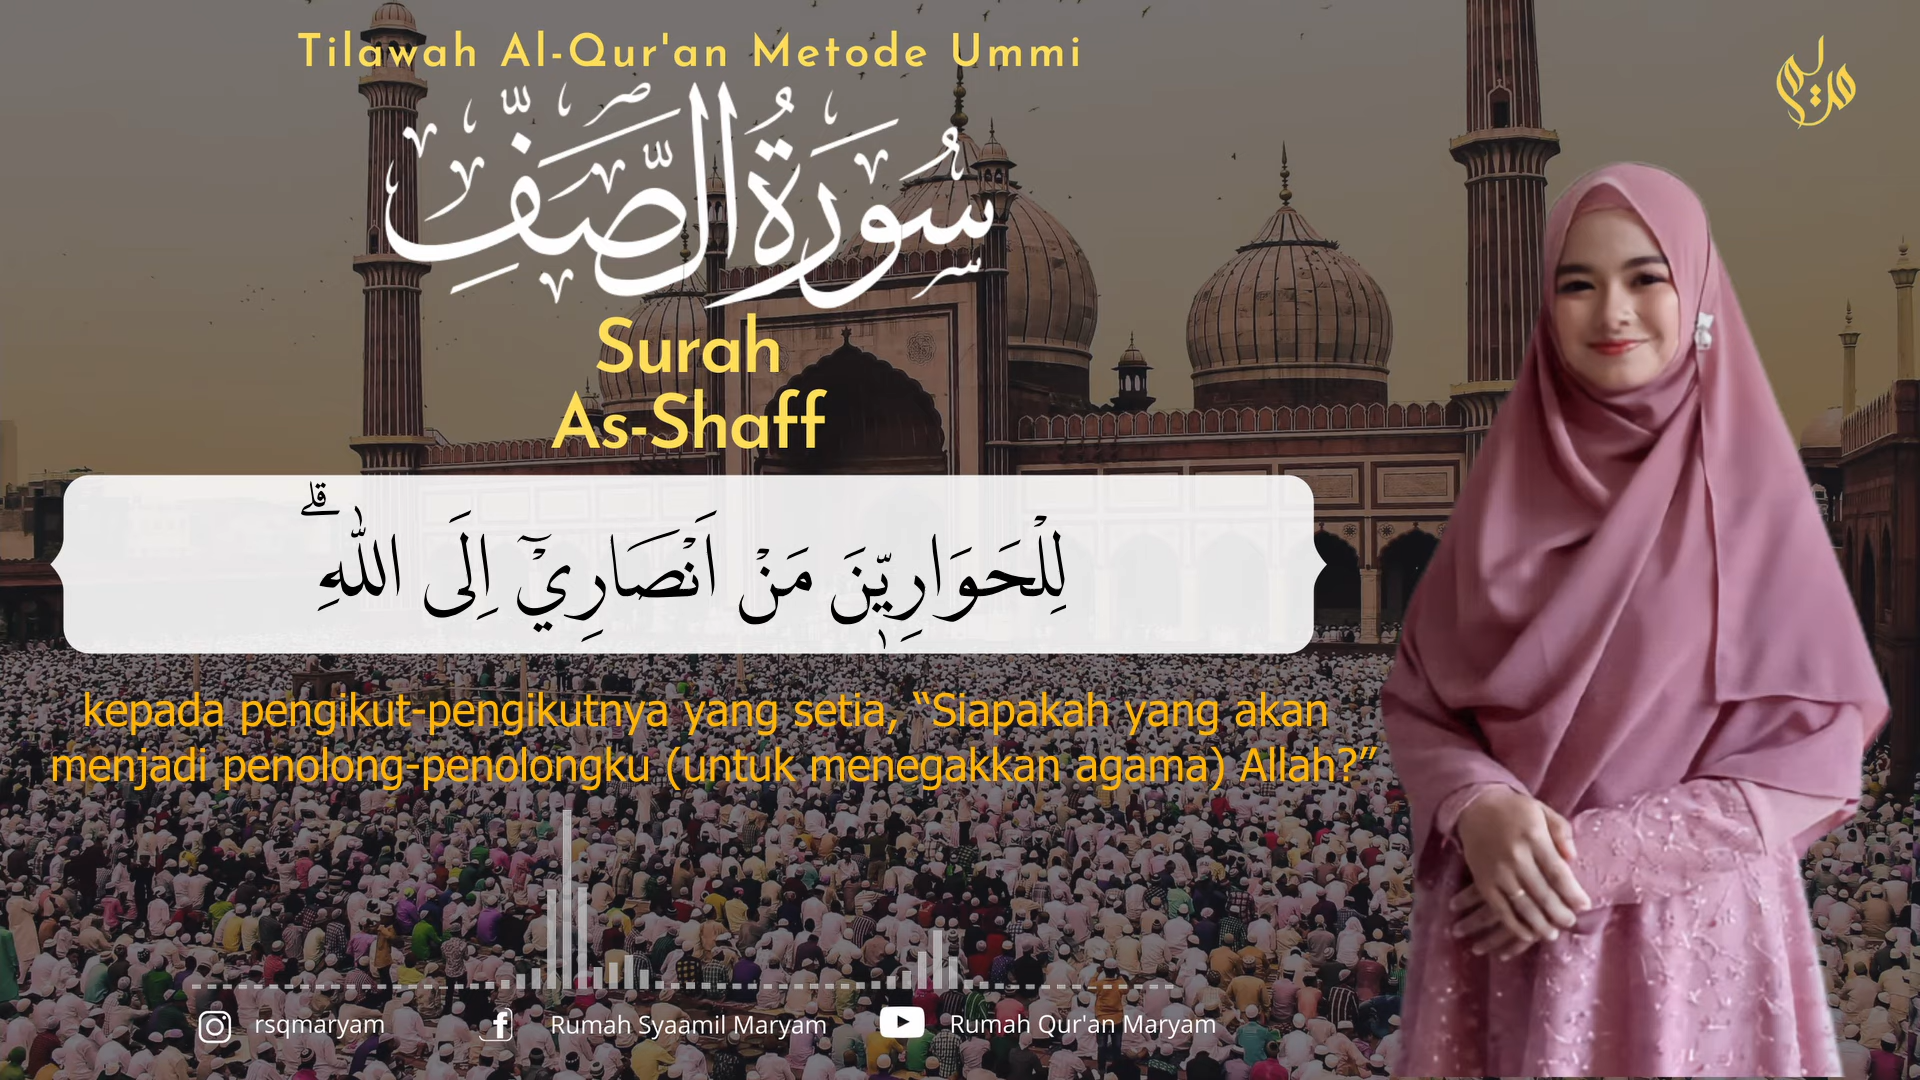 Tilawah Al-Qur'an Metode Ummi
سُورَةُ الصَّفِّ
Surah
As-Shaff
لِلْحَوَارِيّٖنَ مَنْ اَنْصَارِيْٓ اِلَى اللّٰهِ ۗ
kepada pengikut-pengikutnya yang setia, “Siapakah yang akan
menjadi penolong-penolongku (untuk menegakkan agama) Allah?”
rsqmaryam
Rumah Syaamil Maryam
Rumah Qur'an Maryam